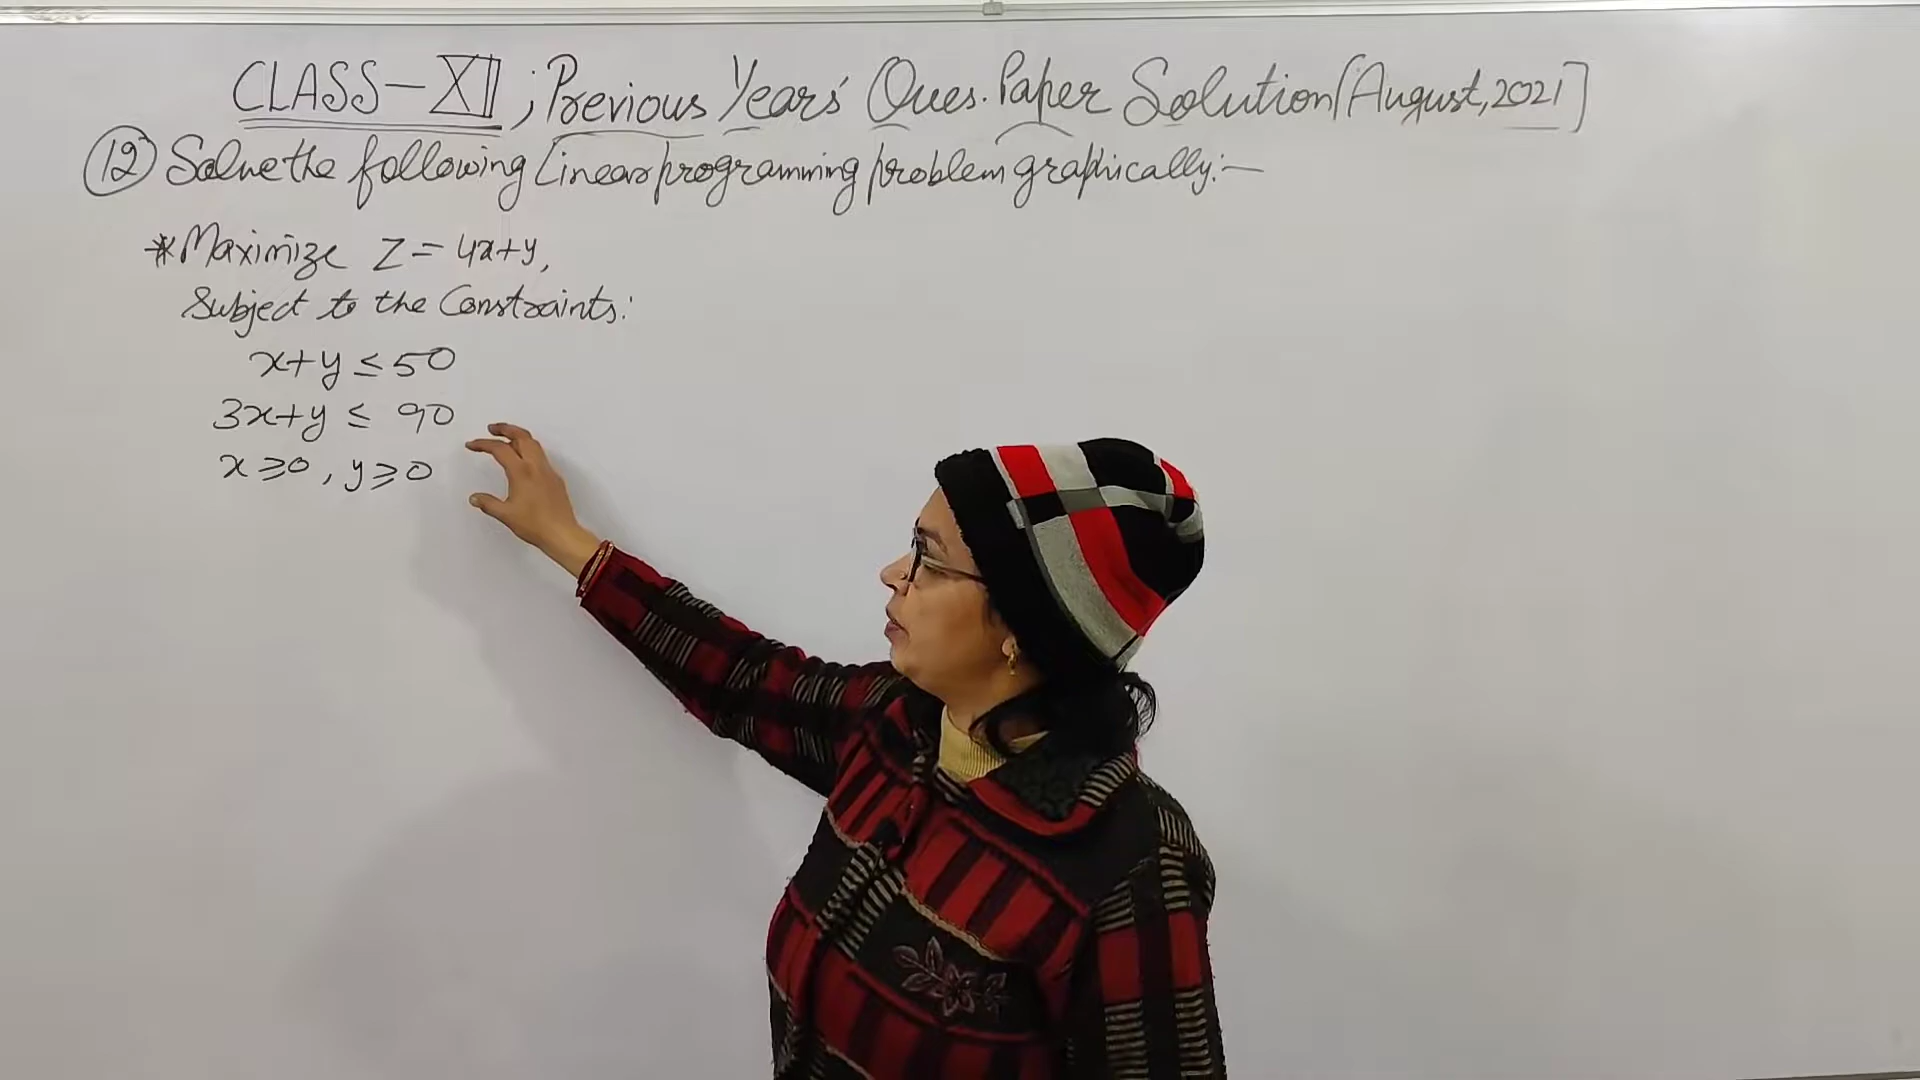 CLASS-XII; Previous Years' Ques. Paper Solution [August, 2021]
(12) Solve the following Linear programming problem graphically:-
*Maximize Z = 4x+y,
Subject to the Constraints:
x+y ≤ 50
3x+y ≤ 90
x ≥ 0, y ≥ 0